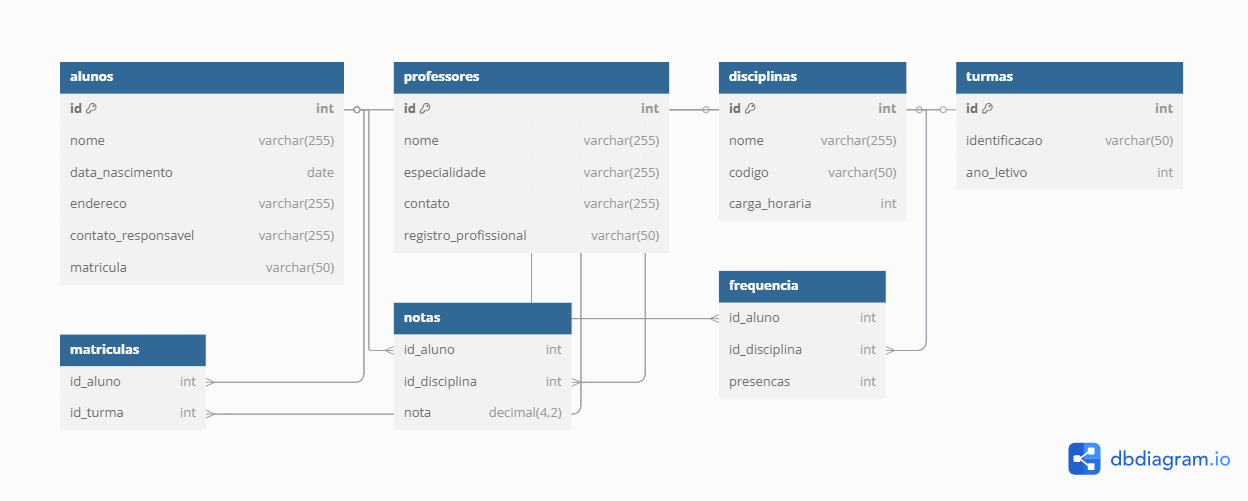 alunos
id int
nome varchar(255)
data_nascimento date
endereco varchar(255)
contato_responsavel varchar(255)
matricula varchar(50)
professores
id int
nome varchar(255)
especialidade varchar(255)
contato varchar(255)
registro_profissional varchar(50)
disciplinas
id int
nome varchar(255)
codigo varchar(50)
carga_horaria int
turmas
id int
identificacao varchar(50)
ano_letivo int
matriculas
id_aluno int
id_turma int
notas
id_aluno int
id_disciplina int
nota decimal(4,2)
frequencia
id_aluno int
id_disciplina int
presencas int
dbdiagram.io